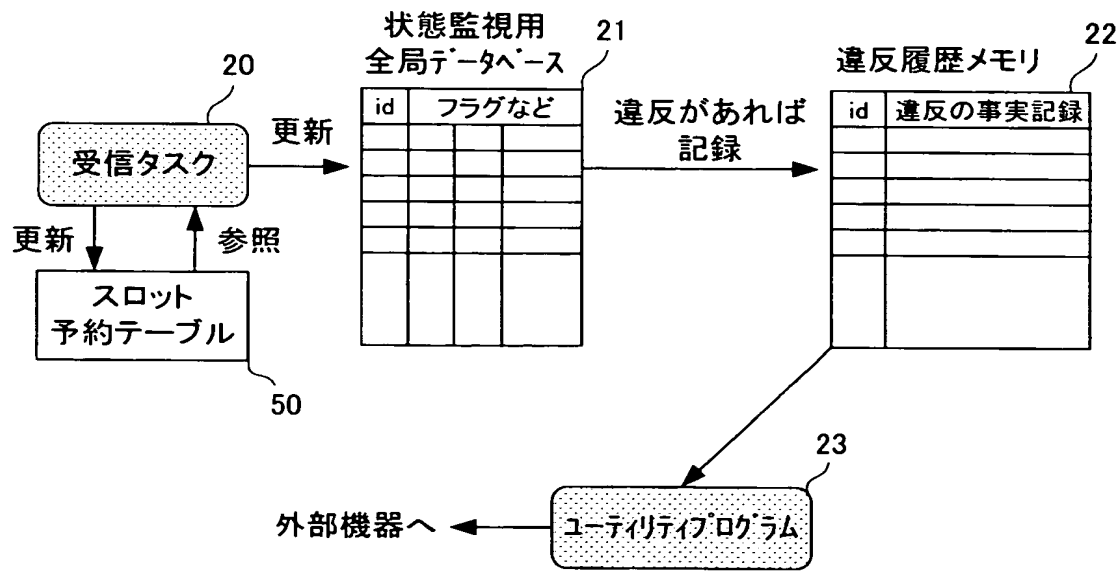 状態監視用
全局データベース
21
id
フラグなど
違反履歴メモリ
22
id
違反の事実記録
20
受信タスク
更新
違反があれば
記録
更新
参照
スロット
予約テーブル
50
23
ユーティリティプログラム
外部機器へ